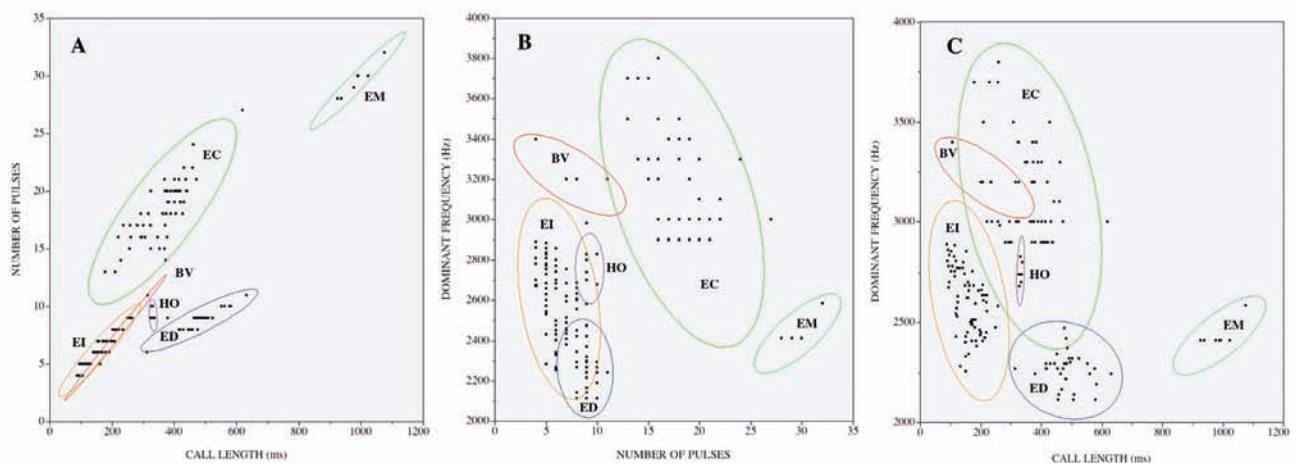 A
NUMBER OF PULSES
35
30
25
20
15
10
5
0
0 200 400 600 800 1000 1200
CALL LENGTH (ms)
EM
EC
BV
HO
ED
EI
B
DOMINANT FREQUENCY (Hz)
4000
3800
3600
3400
3200
3000
2800
2600
2400
2200
2000
0 5 10 15 20 25 30 35
NUMBER OF PULSES
BV
EI
HO
EC
EM
ED
C
DOMINANT FREQUENCY (Hz)
4000
3500
3000
2500
2000
0 200 400 600 800 1000 1200
CALL LENGTH (ms)
EC
BV
EI
HO
EM
ED